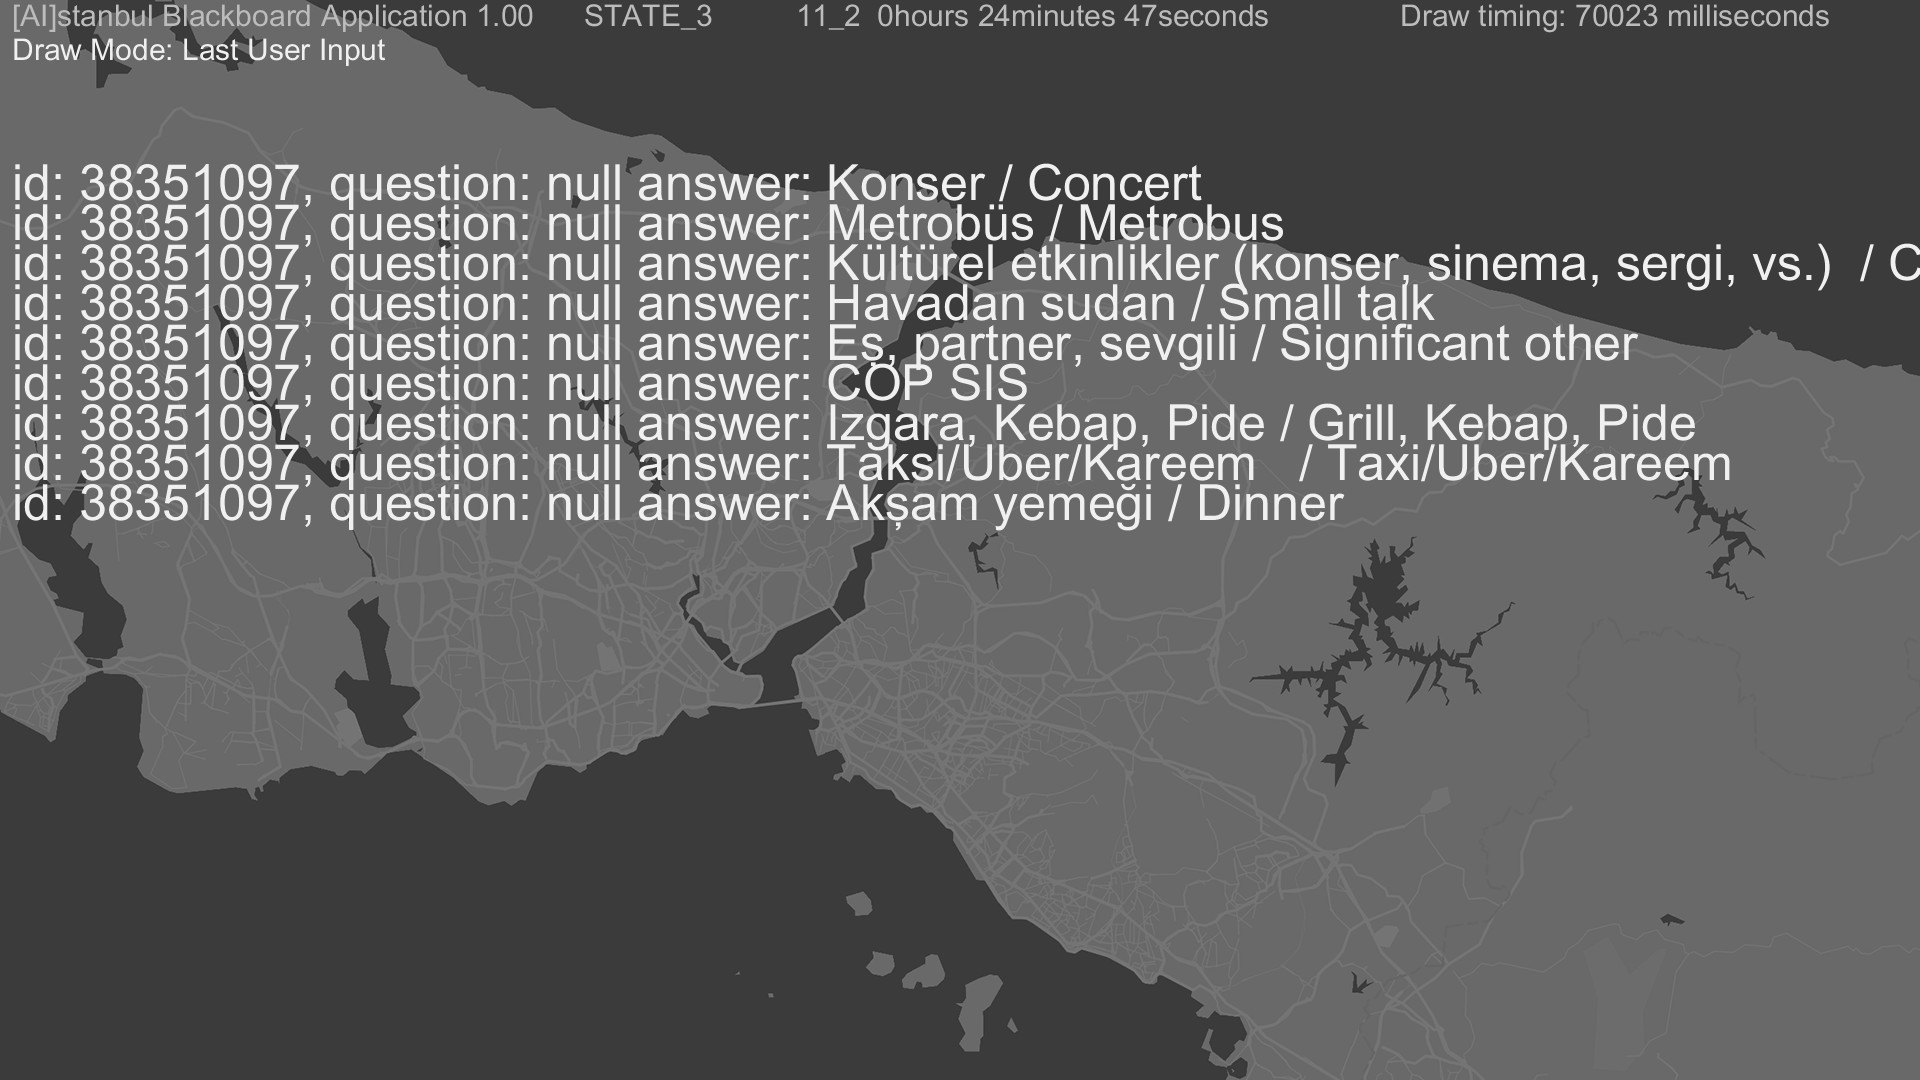 [AI]stanbul Blackboard Application 1.00 STATE_3 11_2 0hours 24minutes 47seconds Draw timing: 70023 milliseconds
Draw Mode: Last User Input
id: 38351097, question: null answer: Konser / Concert
id: 38351097, question: null answer: Metrobüs / Metrobus
id: 38351097, question: null answer: Kültürel etkinlikler (konser, sinema, sergi, vs.) / C
id: 38351097, question: null answer: Havadan sudan / Small talk
id: 38351097, question: null answer: Eş, partner, sevgili / Significant other
id: 38351097, question: null answer: COP SIS
id: 38351097, question: null answer: Izgara, Kebap, Pide / Grill, Kebap, Pide
id: 38351097, question: null answer: Taksi/Uber/Kareem / Taxi/Uber/Kareem
id: 38351097, question: null answer: Akşam yemeği / Dinner